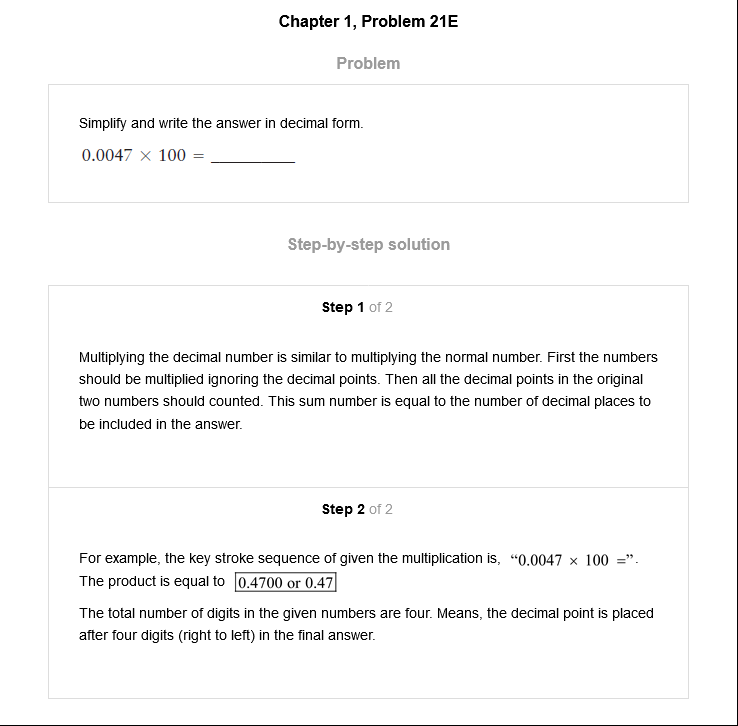 Chapter 1, Problem 21E
Problem
Simplify and write the answer in decimal form.
0.0047 × 100 = __________
Step-by-step solution
Step 1 of 2
Multiplying the decimal number is similar to multiplying the normal number. First the numbers
should be multiplied ignoring the decimal points. Then all the decimal points in the original
two numbers should counted. This sum number is equal to the number of decimal places to
be included in the answer.
Step 2 of 2
For example, the key stroke sequence of given the multiplication is, “0.0047 × 100 =”.
The product is equal to 0.4700 or 0.47
The total number of digits in the given numbers are four. Means, the decimal point is placed
after four digits (right to left) in the final answer.